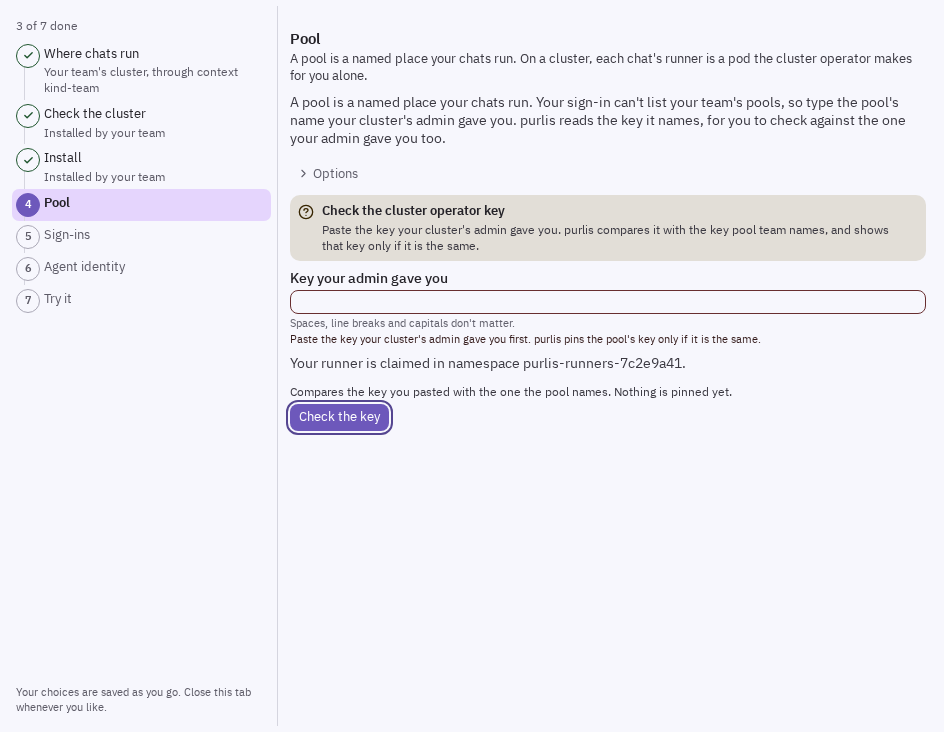 3 of 7 done
Where chats run
Your team's cluster, through context
kind-team
Check the cluster
Installed by your team
Install
Installed by your team
4 Pool
5 Sign-ins
6 Agent identity
7 Try it
Your choices are saved as you go. Close this tab
whenever you like.
Pool
A pool is a named place your chats run. On a cluster, each chat's runner is a pod the cluster operator makes
for you alone.
A pool is a named place your chats run. Your sign-in can't list your team's pools, so type the pool's
name your cluster's admin gave you. purlis reads the key it names, for you to check against the one
your admin gave you too.
Options
Check the cluster operator key
Paste the key your cluster's admin gave you. purlis compares it with the key pool team names, and shows
that key only if it is the same.
Key your admin gave you
Spaces, line breaks and capitals don't matter.
Paste the key your cluster's admin gave you first. purlis pins the pool's key only if it is the same.
Your runner is claimed in namespace purlis-runners-7c2e9a41.
Compares the key you pasted with the one the pool names. Nothing is pinned yet.
Check the key